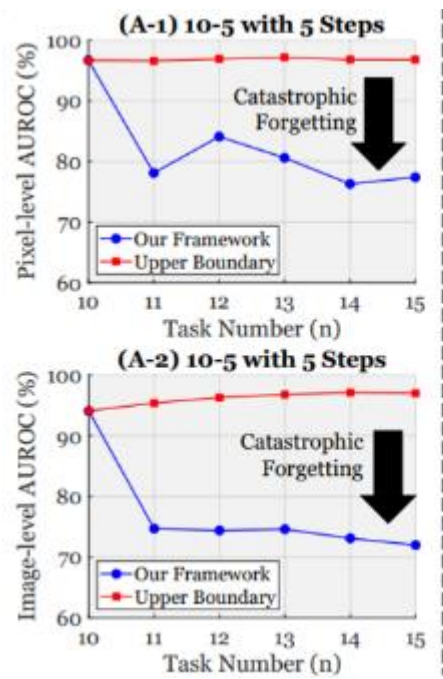 (A-1) 10-5 with 5 Steps
Pixel-level AUROC (%)
100
90
80
70
60
Catastrophic
Forgetting
Our Framework
Upper Boundary
10 11 12 13 14 15
Task Number (n)
(A-2) 10-5 with 5 Steps
Image-level AUROC (%)
100
90
80
70
60
Catastrophic
Forgetting
Our Framework
Upper Boundary
10 11 12 13 14 15
Task Number (n)